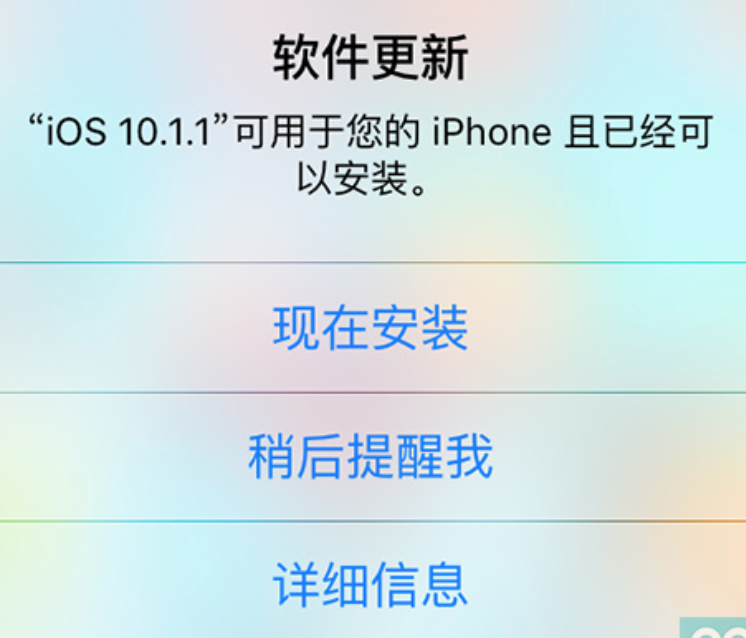 软件更新
“iOS 10.1.1”可用于您的 iPhone 且已经可
以安装。
现在安装
稍后提醒我
详细信息